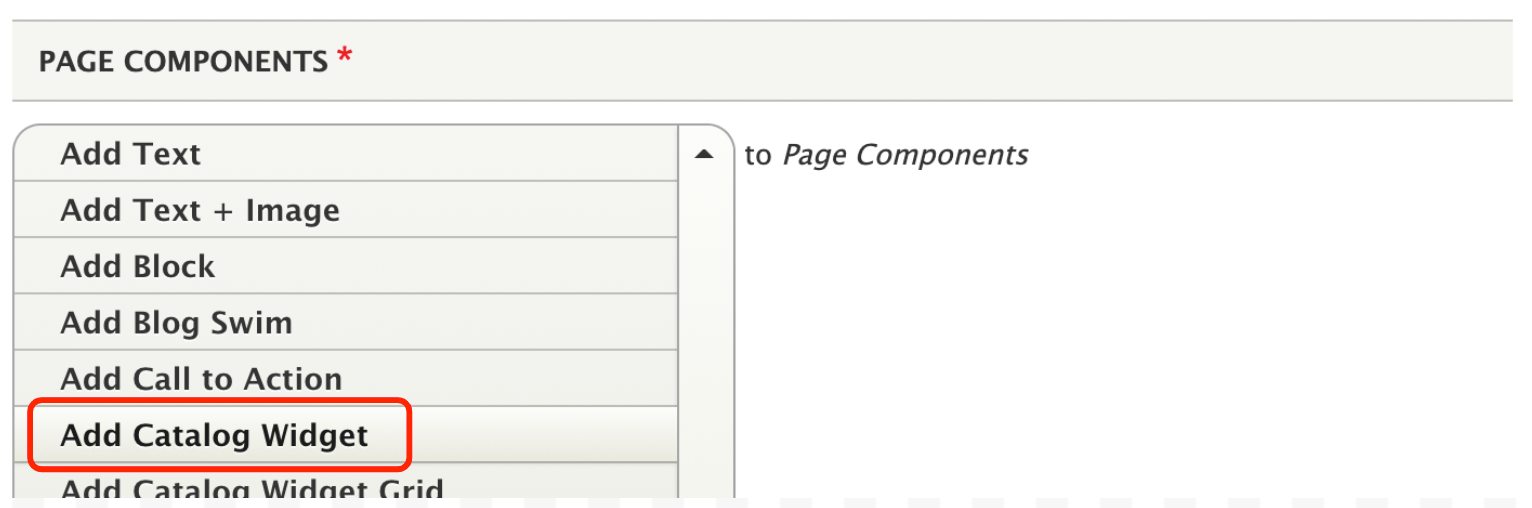 PAGE COMPONENTS *
Add Text
to Page Components
Add Text + Image
Add Block
Add Blog Swim
Add Call to Action
Add Catalog Widget
Add Catalog Widget Grid